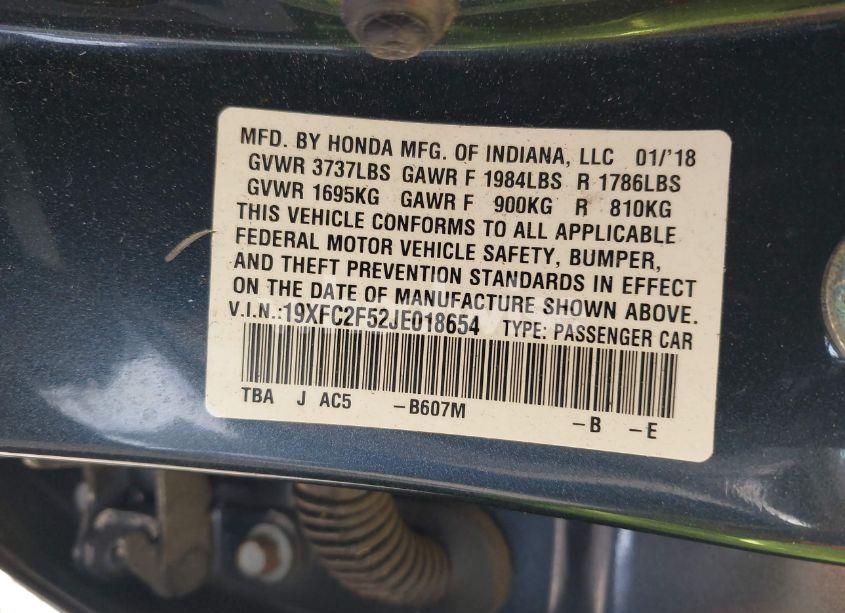 MFD. BY HONDA MFG. OF INDIANA, LLC 01/'18
GVWR 3737LBS GAWR F 1984LBS R 1786LBS
GVWR 1695KG GAWR F 900KG R 810KG
THIS VEHICLE CONFORMS TO ALL APPLICABLE
FEDERAL MOTOR VEHICLE SAFETY, BUMPER,
AND THEFT PREVENTION STANDARDS IN EFFECT
ON THE DATE OF MANUFACTURE SHOWN ABOVE.
V.I.N.:19XFC2F52JE018654 TYPE: PASSENGER CAR
TBA J AC5 –B607M –B –E